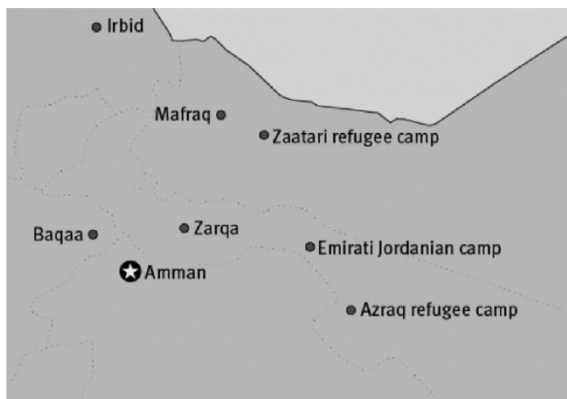 Irbid
Mafraq
Zaatari refugee camp
Baqaa
Zarqa
Emirati Jordanian camp
Amman
Azraq refugee camp